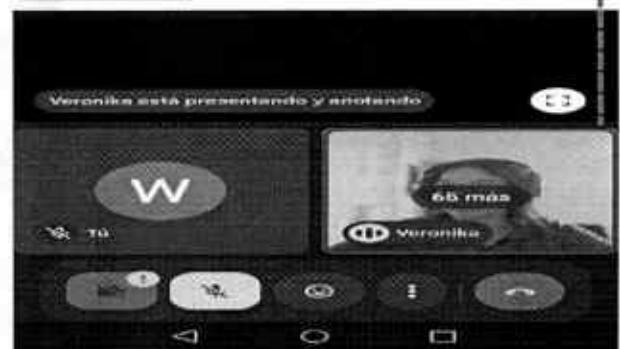 Veronika está presentando y anotando
W
65 más
Tú
Veronika